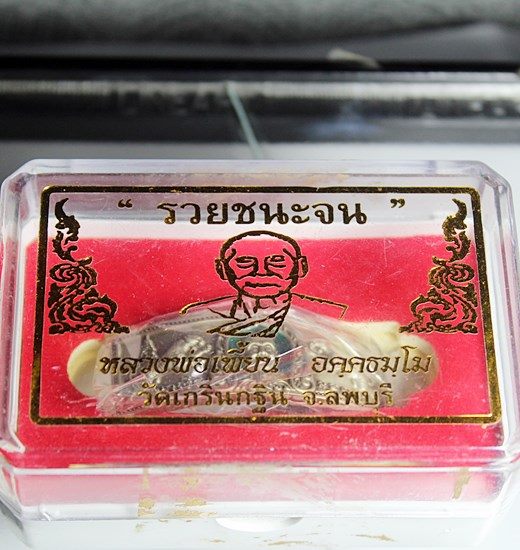 “ รวยชนะจน ”
หลวงพ่อเพี้ยน อคฺคธมฺโม
วัดเกริ่นกฐิน จ.ลพบุรี